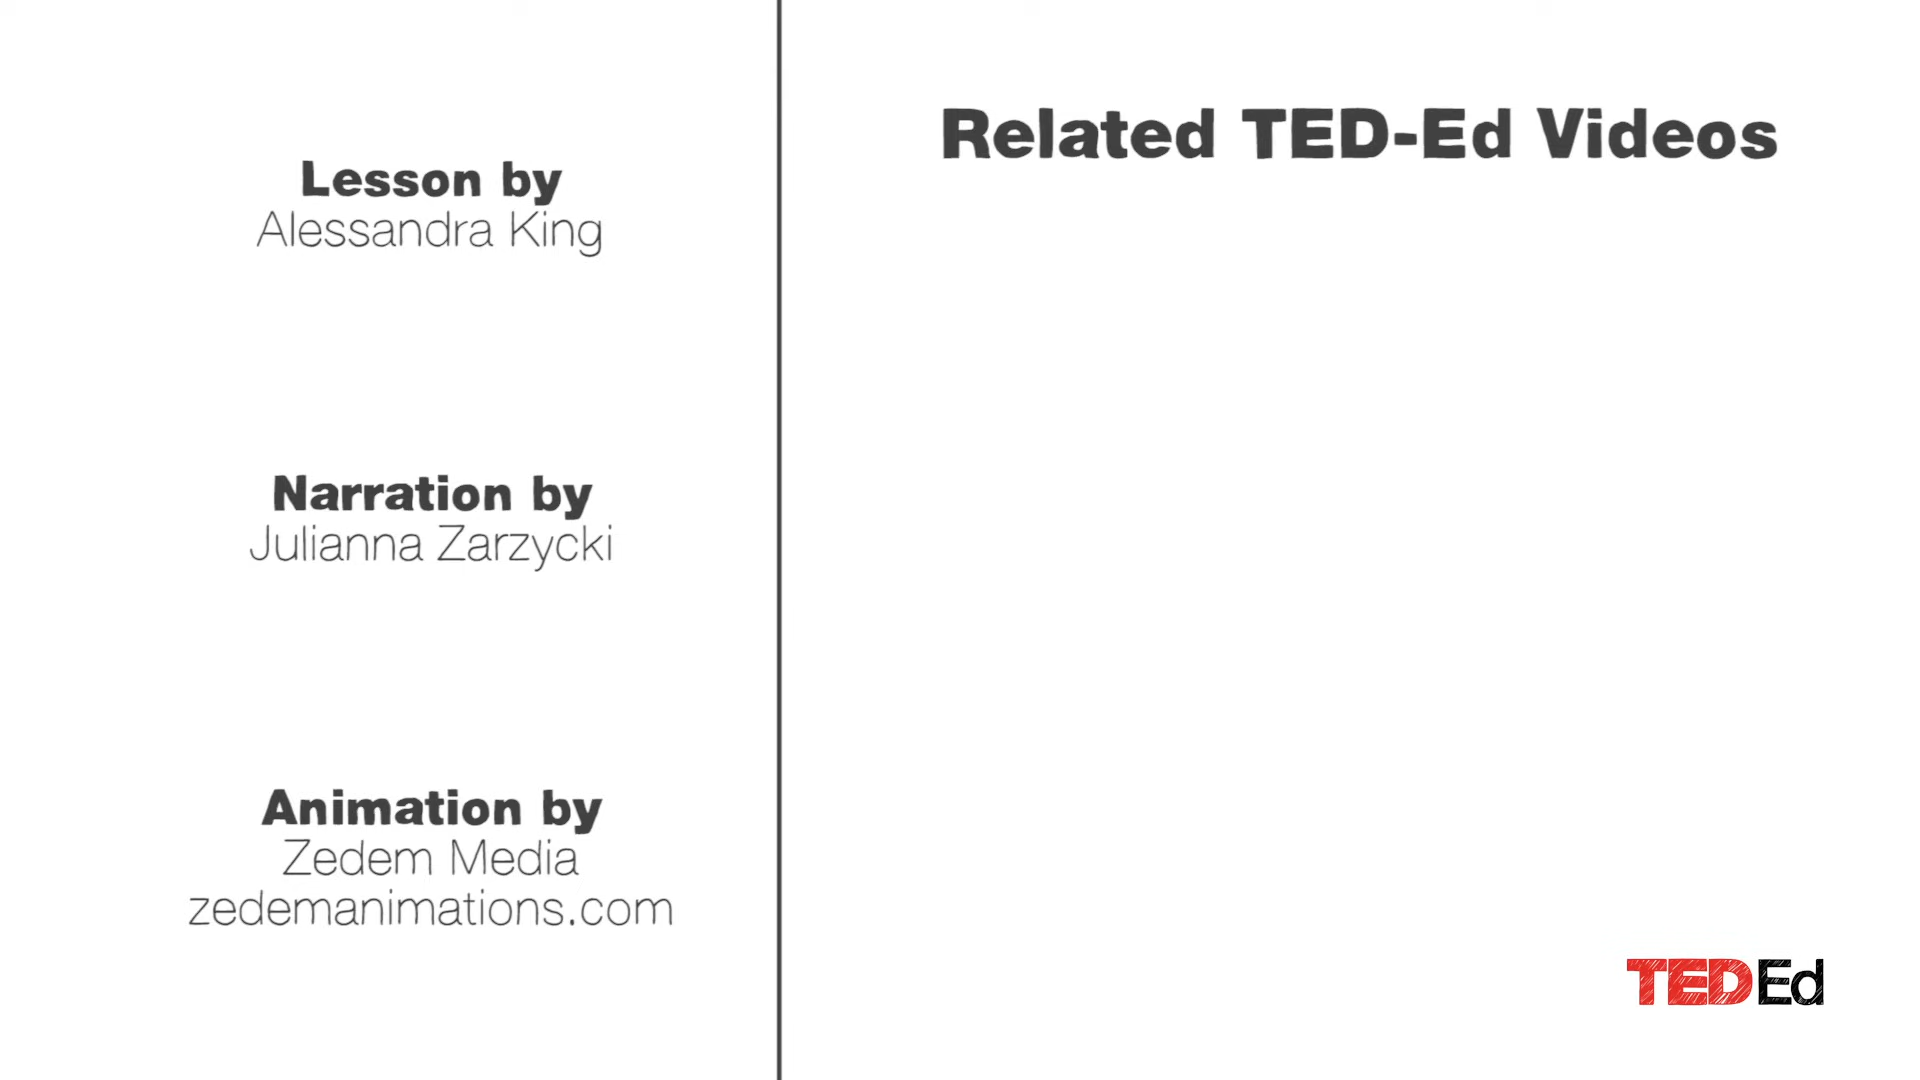 Lesson by
Alessandra King
Narration by
Julianna Zarzycki
Animation by
Zedem Media
zedemanimations.com
Related TED-Ed Videos
TEDEd